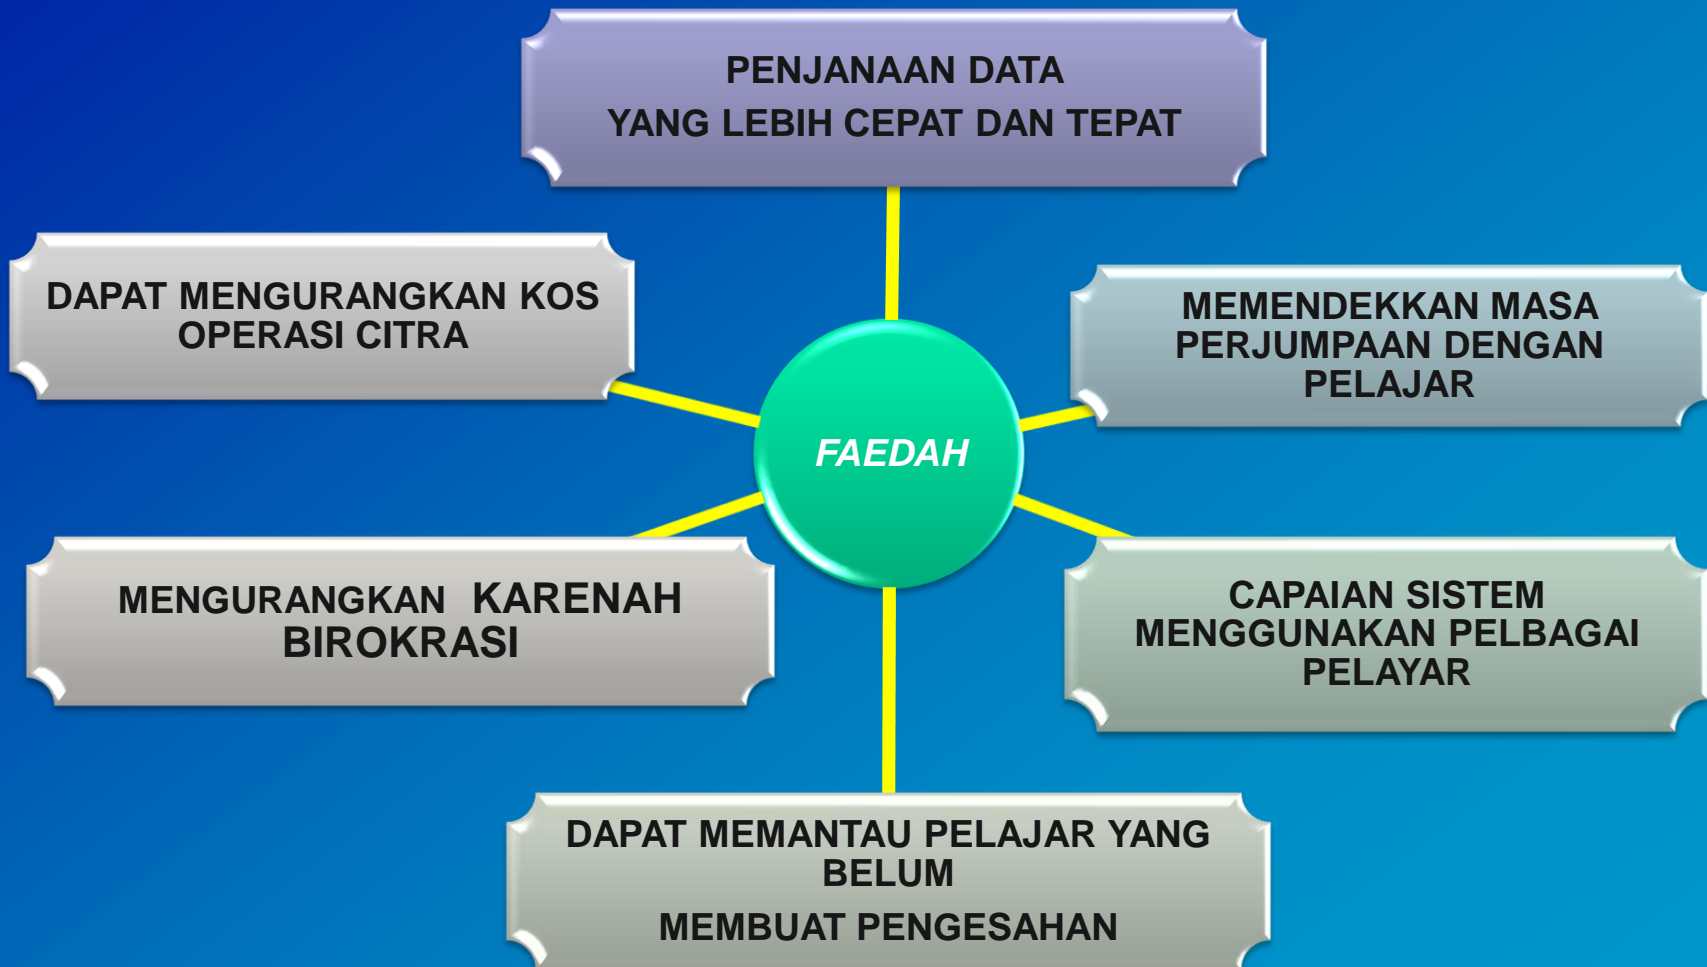 PENJANAAN DATA
YANG LEBIH CEPAT DAN TEPAT
DAPAT MENGURANGKAN KOS
OPERASI CITRA
MEMENDEKKAN MASA
PERJUMPAAN DENGAN
PELAJAR
FAEDAH
MENGURANGKAN KARENAH
BIROKRASI
CAPAIAN SISTEM
MENGGUNAKAN PELBAGAI
PELAYAR
DAPAT MEMANTAU PELAJAR YANG
BELUM
MEMBUAT PENGESAHAN